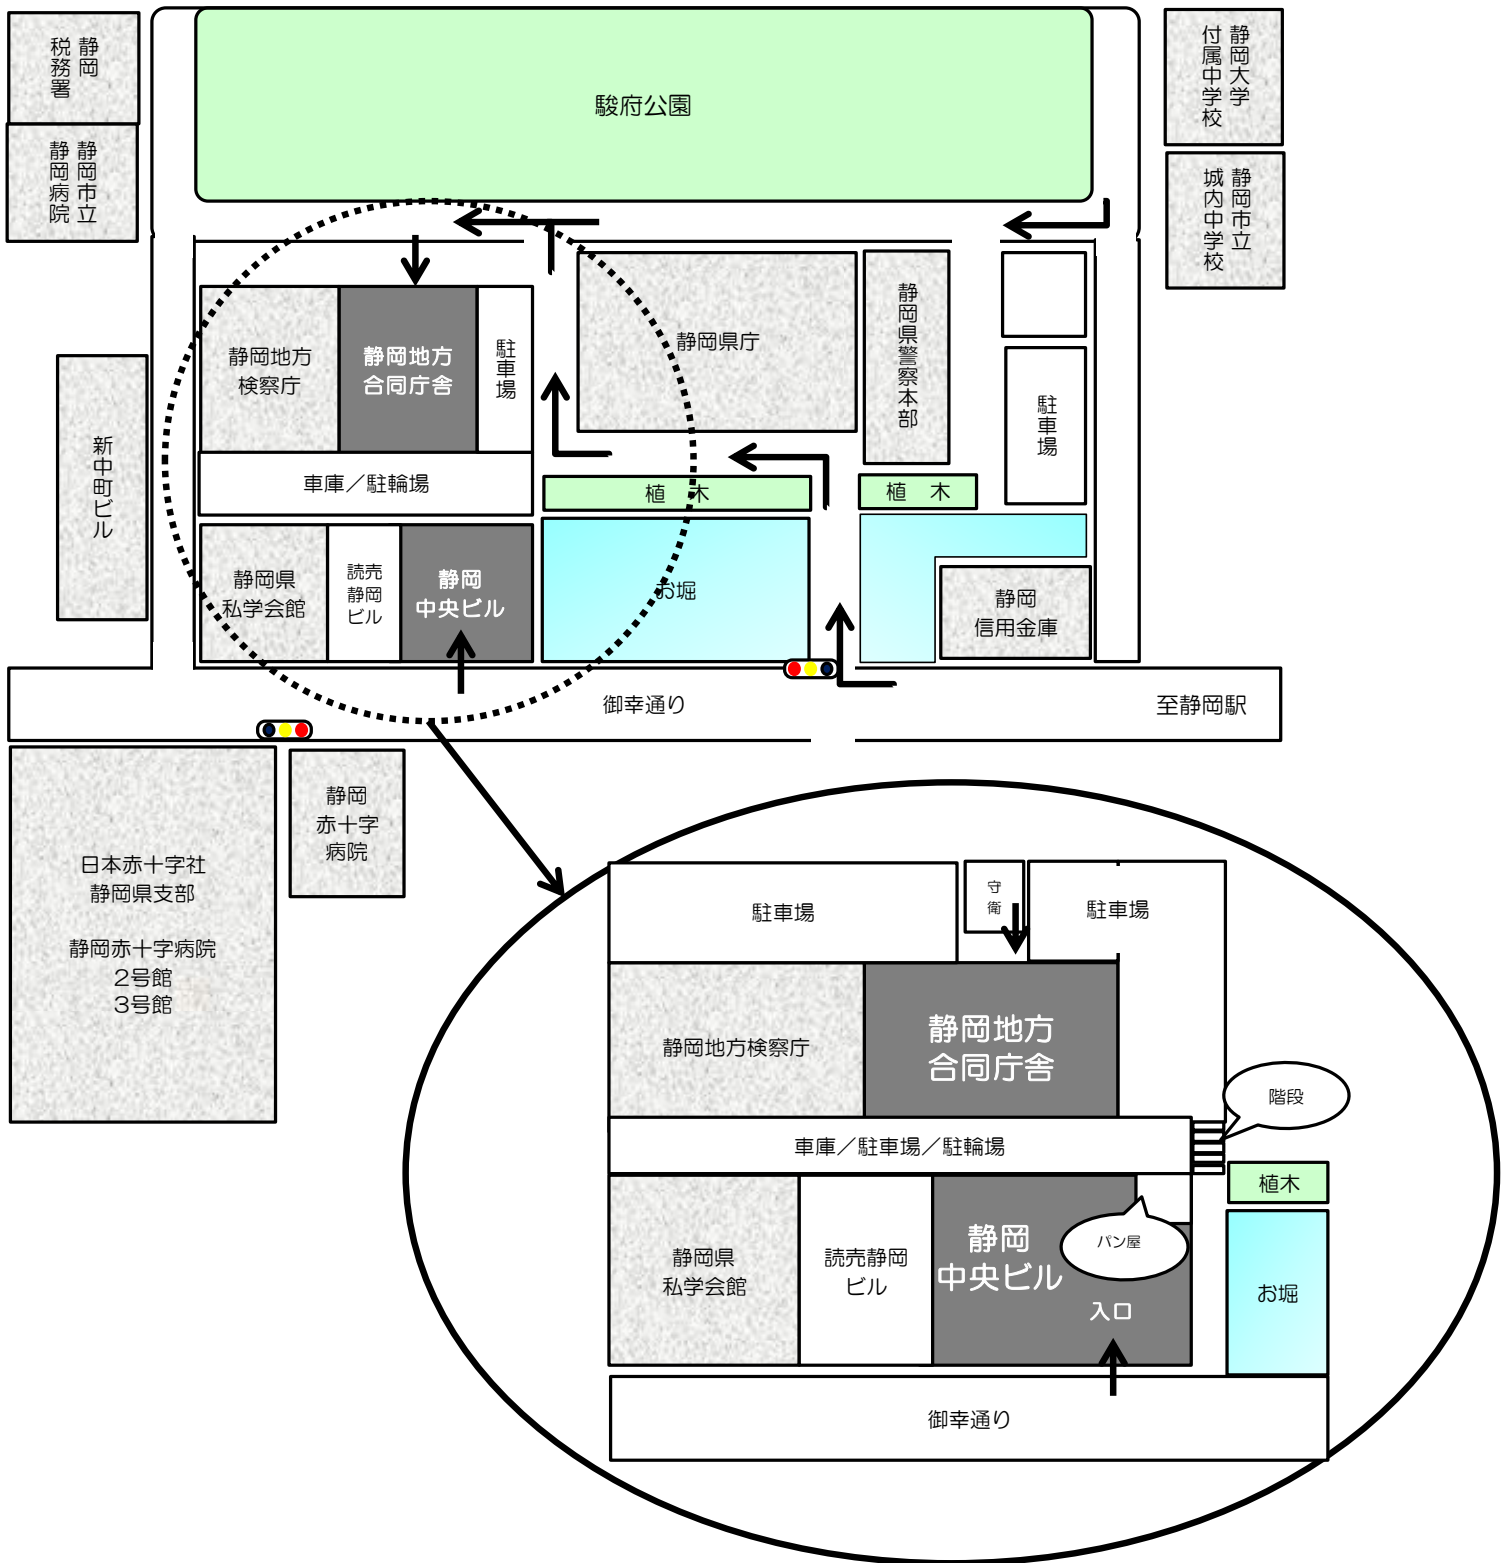 静岡
税務署
静岡市立
静岡病院
駿府公園
静岡大学
付属中学校
静岡市立
城内中学校
静岡地方
検察庁
静岡地方
合同庁舎
駐車場
静岡県庁
静岡県警察本部
駐車場
新中町ビル
車庫／駐輪場
植　木
植　木
静岡県
私学会館
読売
静岡
ビル
静岡
中央ビル
お堀
静岡
信用金庫
御幸通り
至静岡駅
日本赤十字社
静岡県支部
静岡赤十字病院
2号館
3号館
静岡
赤十字
病院
駐車場
守
衛
駐車場
静岡地方検察庁
静岡地方
合同庁舎
階段
車庫／駐車場／駐輪場
植木
静岡県
私学会館
読売静岡
ビル
静岡
中央ビル
パン屋
入口
お堀
御幸通り